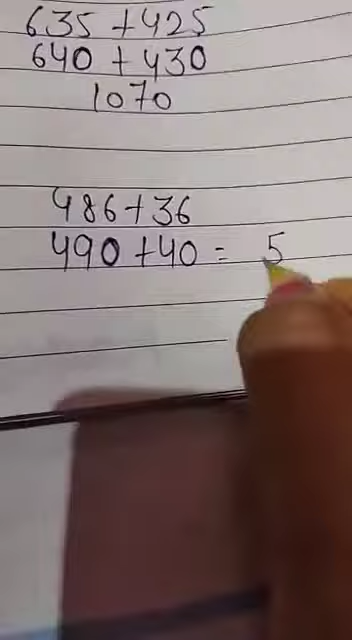 635 + 425
640 + 430
1070
486 + 36
490 + 40 = 5